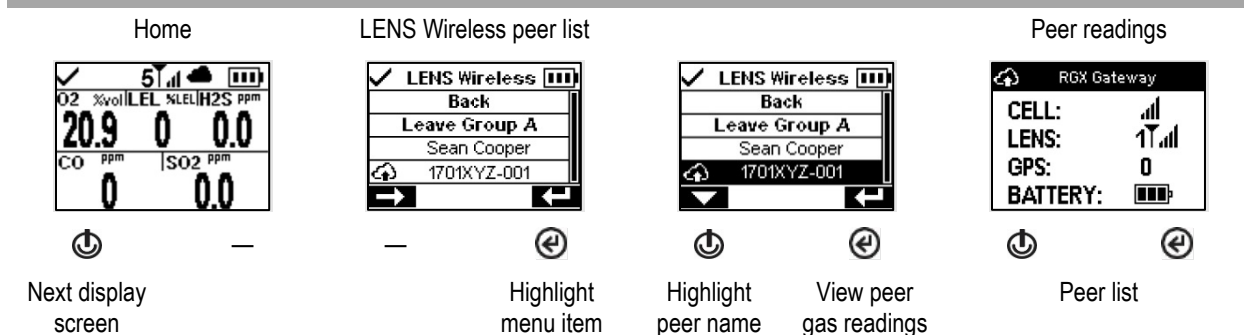 Home
LENS Wireless peer list
Peer readings
5
O2 %vol LEL %LEL H2S PPM
20.9 0 0.0
CO PPM SO2 PPM
0 0.0
LENS Wireless
Back
Leave Group A
Sean Cooper
1701XYZ-001
LENS Wireless
Back
Leave Group A
Sean Cooper
1701XYZ-001
RGX Gateway
CELL:
LENS: 1
GPS: 0
BATTERY:
— —
Next display
screen
Highlight
menu item
Highlight
peer name
View peer
gas readings
Peer list